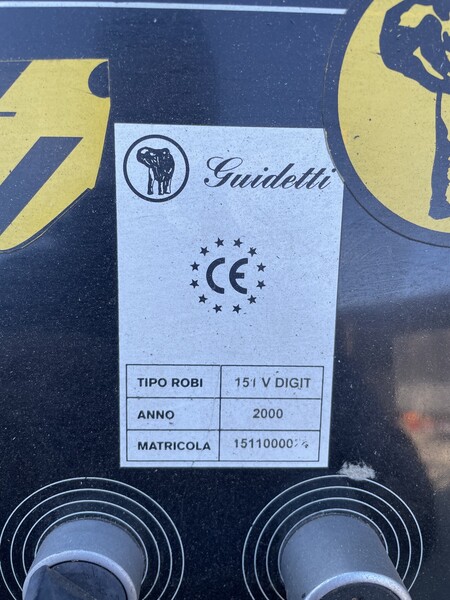 Guidetti
CE
TIPO ROBI 151 V DIGIT
ANNO 2000
MATRICOLA